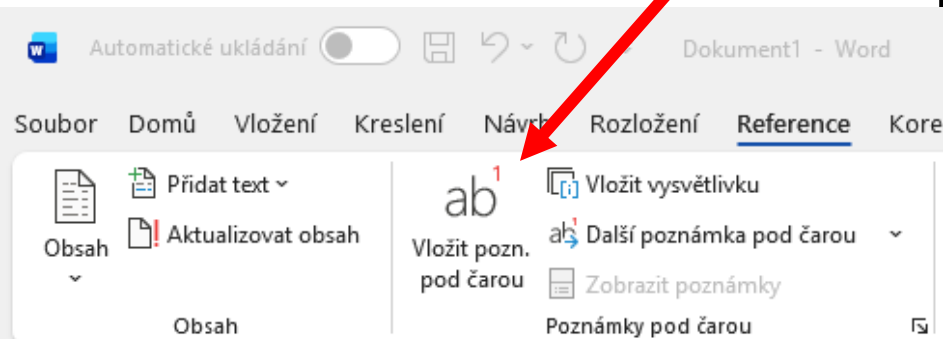 Automatické ukládání
Dokument1 - Word
Soubor Domů Vložení Kreslení Návrh Rozložení Reference Kore
Obsah
Přidat text
Aktualizovat obsah
Obsah
ab1
Vložit pozn.
pod čarou
Vložit vysvětlivku
Další poznámka pod čarou
Zobrazit poznámky
Poznámky pod čarou